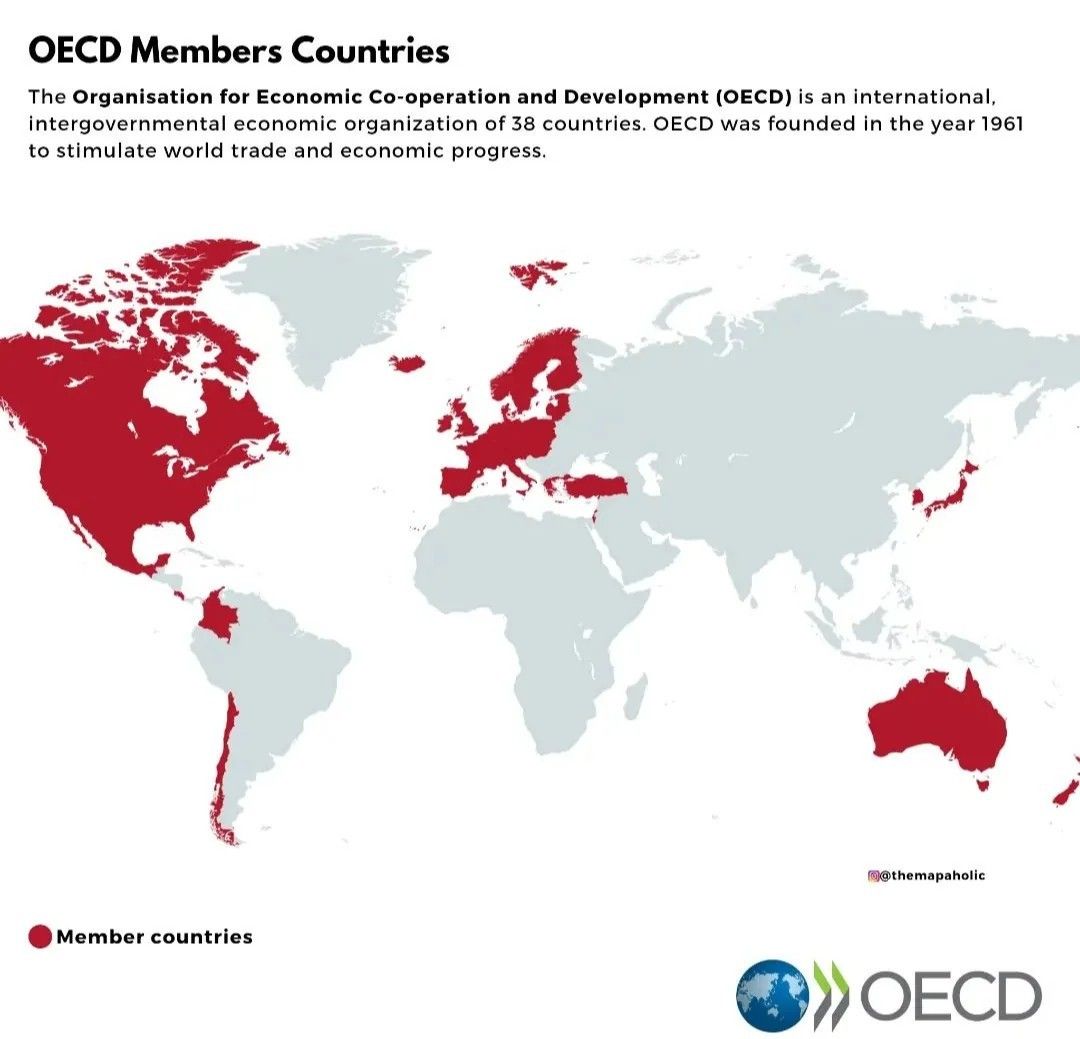 OECD Members Countries
The Organisation for Economic Co-operation and Development (OECD) is an international,
intergovernmental economic organization of 38 countries. OECD was founded in the year 1961
to stimulate world trade and economic progress.
@themapaholic
Member countries
OECD